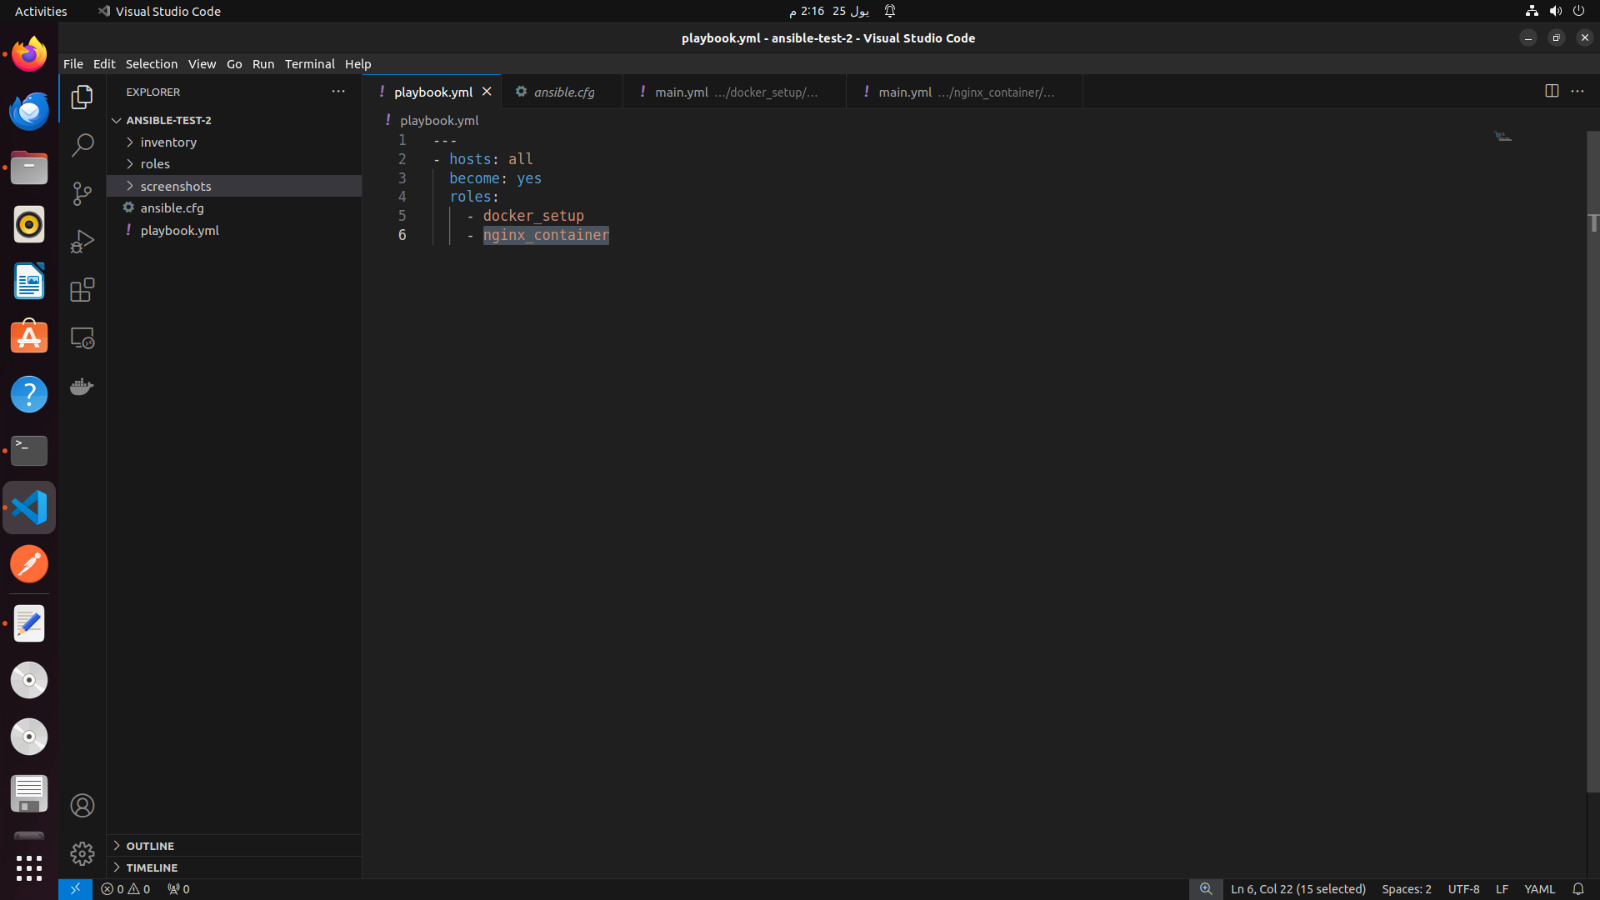 Activities
Visual Studio Code
يول 25 2:16 م
playbook.yml - ansible-test-2 - Visual Studio Code
File Edit Selection View Go Run Terminal Help
EXPLORER
playbook.yml
ansible.cfg
main.yml …/docker_setup/…
main.yml …/nginx_container/…
ANSIBLE-TEST-2
inventory
roles
screenshots
ansible.cfg
playbook.yml
playbook.yml
1 ---
2 - hosts: all
3 become: yes
4 roles:
5 - docker_setup
6 - nginx_container
OUTLINE
TIMELINE
0 0 0
Ln 6, Col 22 (15 selected) Spaces: 2 UTF-8 LF YAML